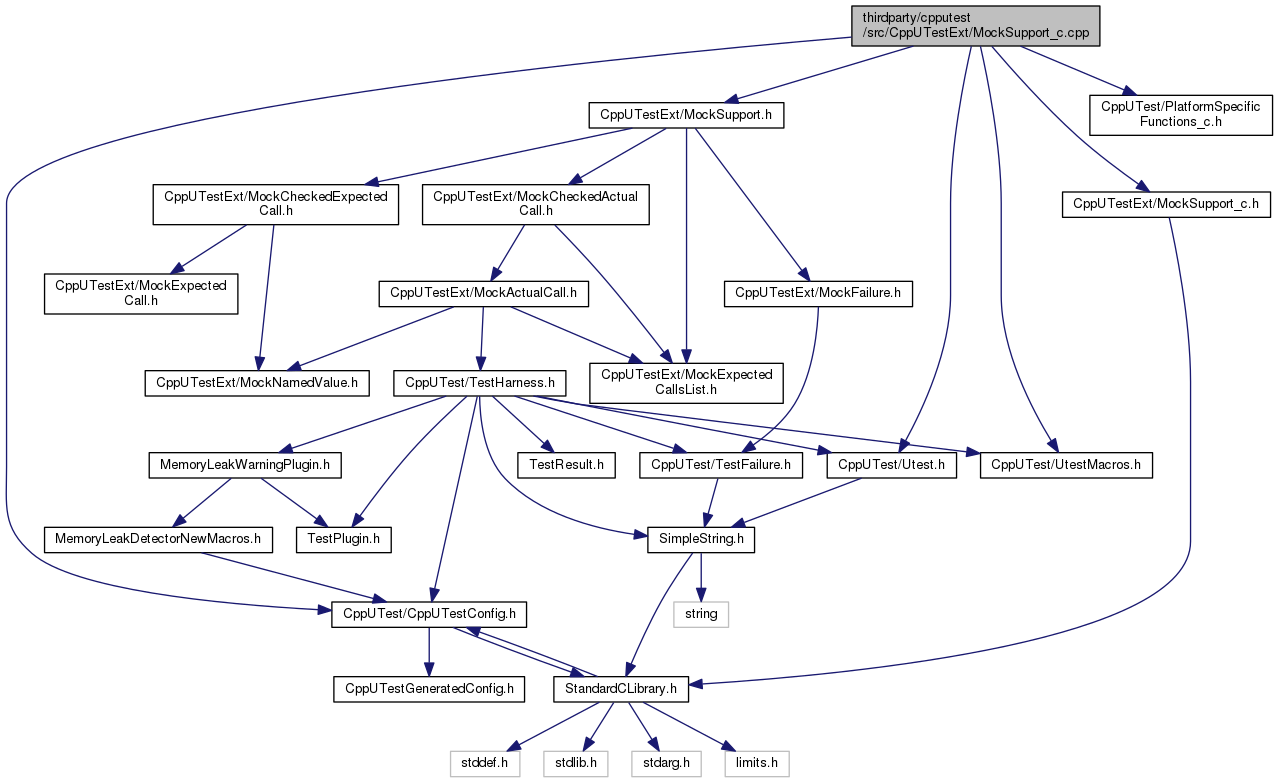 thirdparty/cpputest
/src/CppUTestExt/MockSupport_c.cpp
CppUTestExt/MockSupport.h
CppUTest/PlatformSpecific
Functions_c.h
CppUTestExt/MockCheckedExpected
Call.h
CppUTestExt/MockCheckedActual
Call.h
CppUTestExt/MockSupport_c.h
CppUTestExt/MockExpected
Call.h
CppUTestExt/MockActualCall.h
CppUTestExt/MockFailure.h
CppUTestExt/MockNamedValue.h
CppUTest/TestHarness.h
CppUTestExt/MockExpected
CallsList.h
MemoryLeakWarningPlugin.h
TestResult.h
CppUTest/TestFailure.h
CppUTest/Utest.h
CppUTest/UtestMacros.h
MemoryLeakDetectorNewMacros.h
TestPlugin.h
SimpleString.h
CppUTest/CppUTestConfig.h
string
CppUTestGeneratedConfig.h
StandardCLibrary.h
stddef.h
stdlib.h
stdarg.h
limits.h